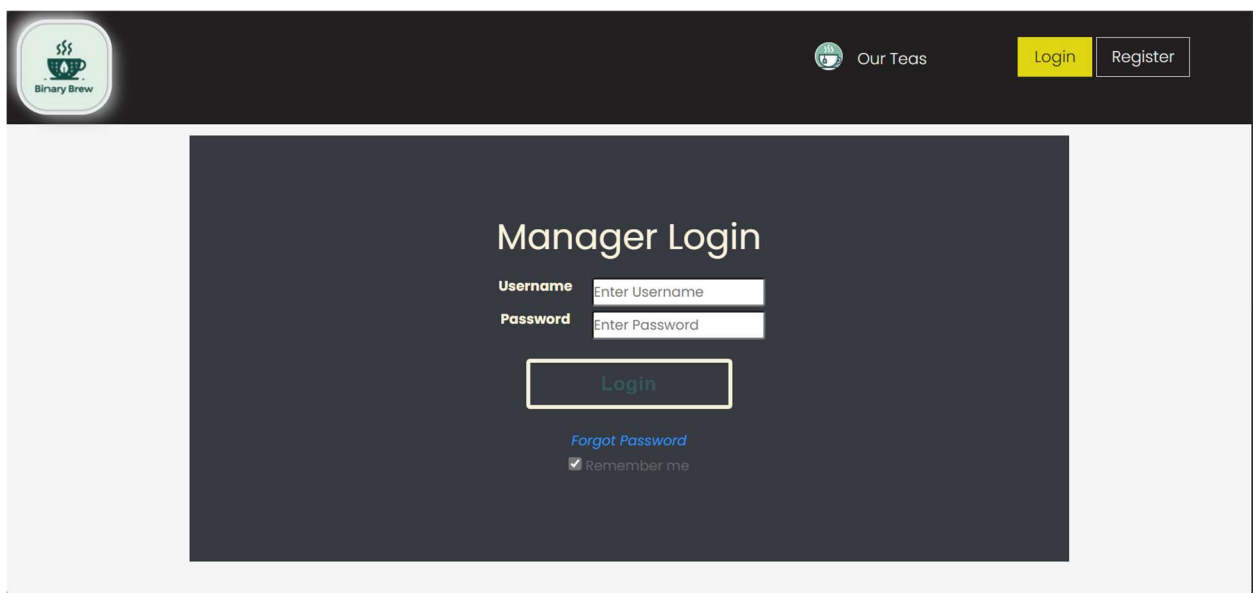 Binary Brew
Our Teas
Login
Register
Manager Login
Username
Enter Username
Password
Enter Password
Login
Forgot Password
Remember me